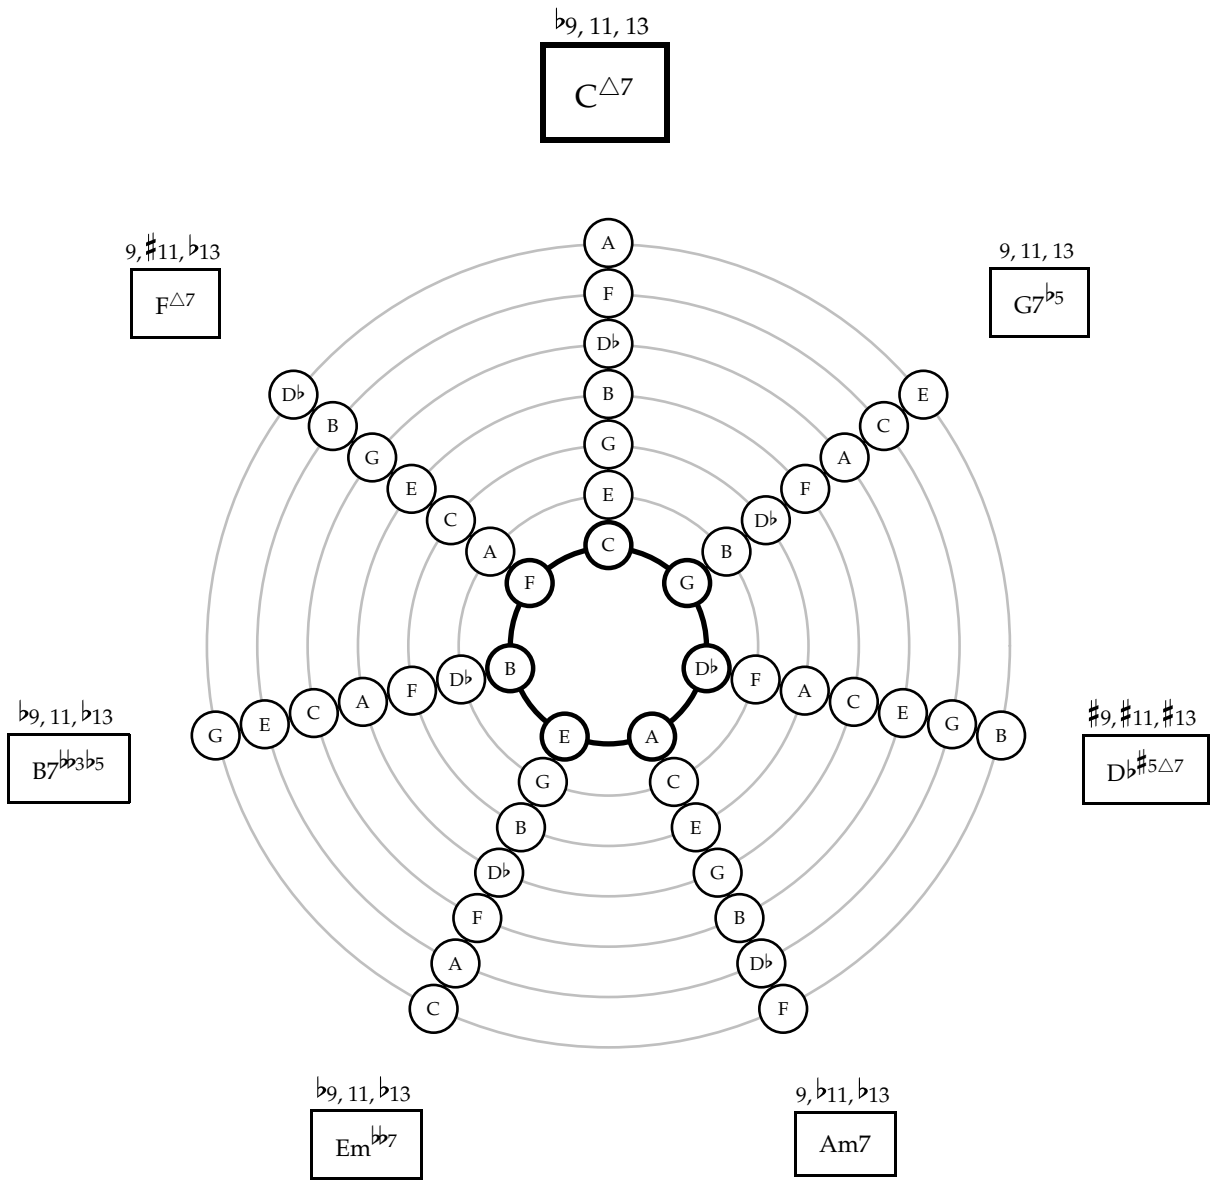 ♭9, 11, 13
C△7
9, ♯11, ♭13
F△7
9, 11, 13
G7♭5
A
F
D♭
B
G
E
C
D♭
B
G
E
C
A
F
E
C
A
F
D♭
B
G
G
E
C
A
F
D♭
B
D♭
F
A
C
E
G
B
E
G
B
D♭
F
A
C
A
C
E
G
B
D♭
F
♭9, 11, ♭13
B7♭♭3♭5
♯9, ♯11, ♯13
D♭♯5△7
♭9, 11, ♭13
Em♭♭7
9, ♭11, ♭13
Am7